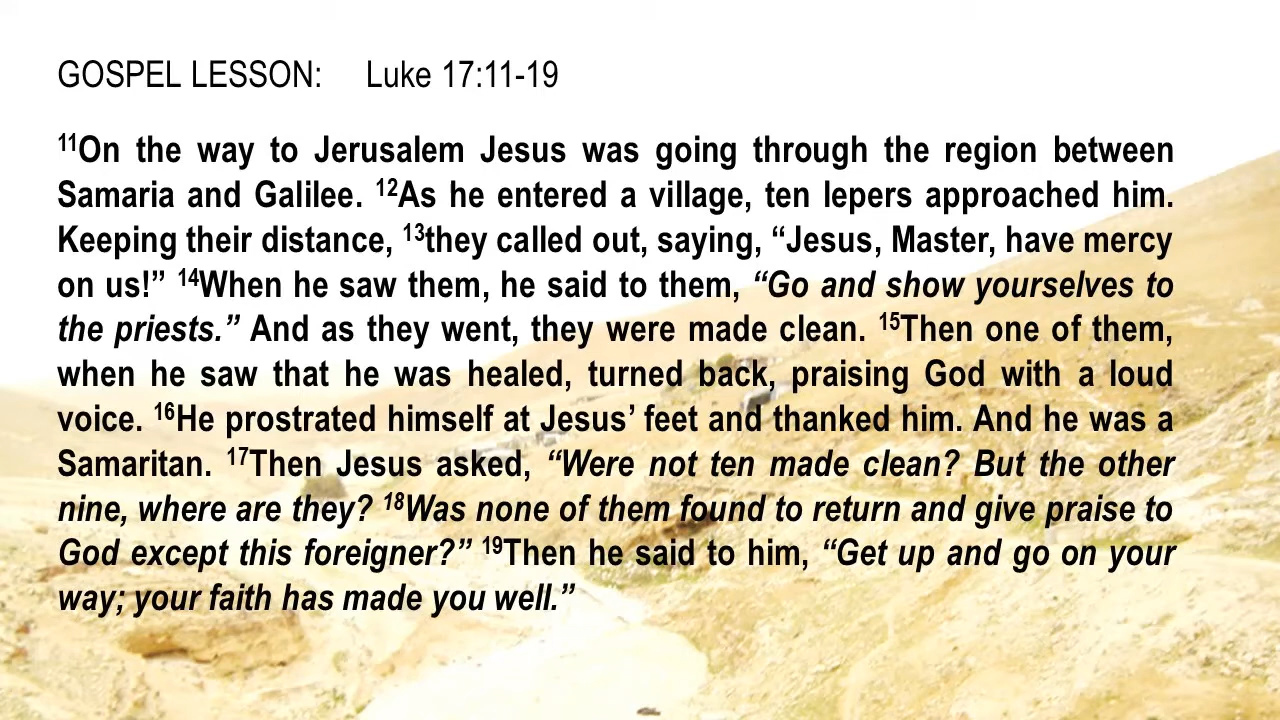 GOSPEL LESSON: Luke 17:11-19
¹¹On the way to Jerusalem Jesus was going through the region between
Samaria and Galilee. ¹²As he entered a village, ten lepers approached him.
Keeping their distance, ¹³they called out, saying, “Jesus, Master, have mercy
on us!” ¹⁴When he saw them, he said to them, “Go and show yourselves to
the priests.” And as they went, they were made clean. ¹⁵Then one of them,
when he saw that he was healed, turned back, praising God with a loud
voice. ¹⁶He prostrated himself at Jesus’ feet and thanked him. And he was a
Samaritan. ¹⁷Then Jesus asked, “Were not ten made clean? But the other
nine, where are they? ¹⁸Was none of them found to return and give praise to
God except this foreigner?” ¹⁹Then he said to him, “Get up and go on your
way; your faith has made you well.”